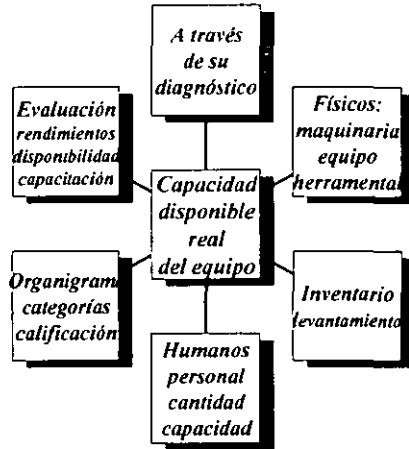 A través
de su
diagnóstico
Evaluación
rendimientos
disponibilidad
capacitación
Físicos:
maquinaria
equipo
herramental
Capacidad
disponible
real
del equipo
Organigrama
categorías
calificación
Inventario
levantamiento
Humanos
personal
cantidad
capacidad